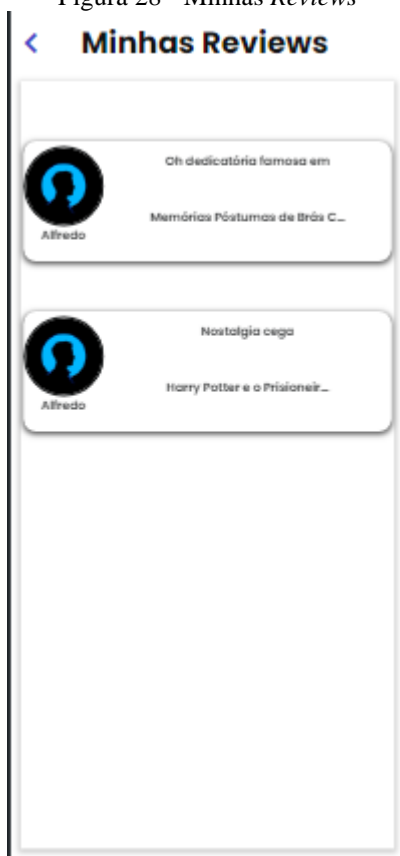 Figura 28 - Minhas Reviews
< Minhas Reviews
Oh dedicatória famosa em
Memórias Póstumas de Brás C...
Alfredo
Nostalgia cega
Harry Potter e o Prisioneir...
Alfredo